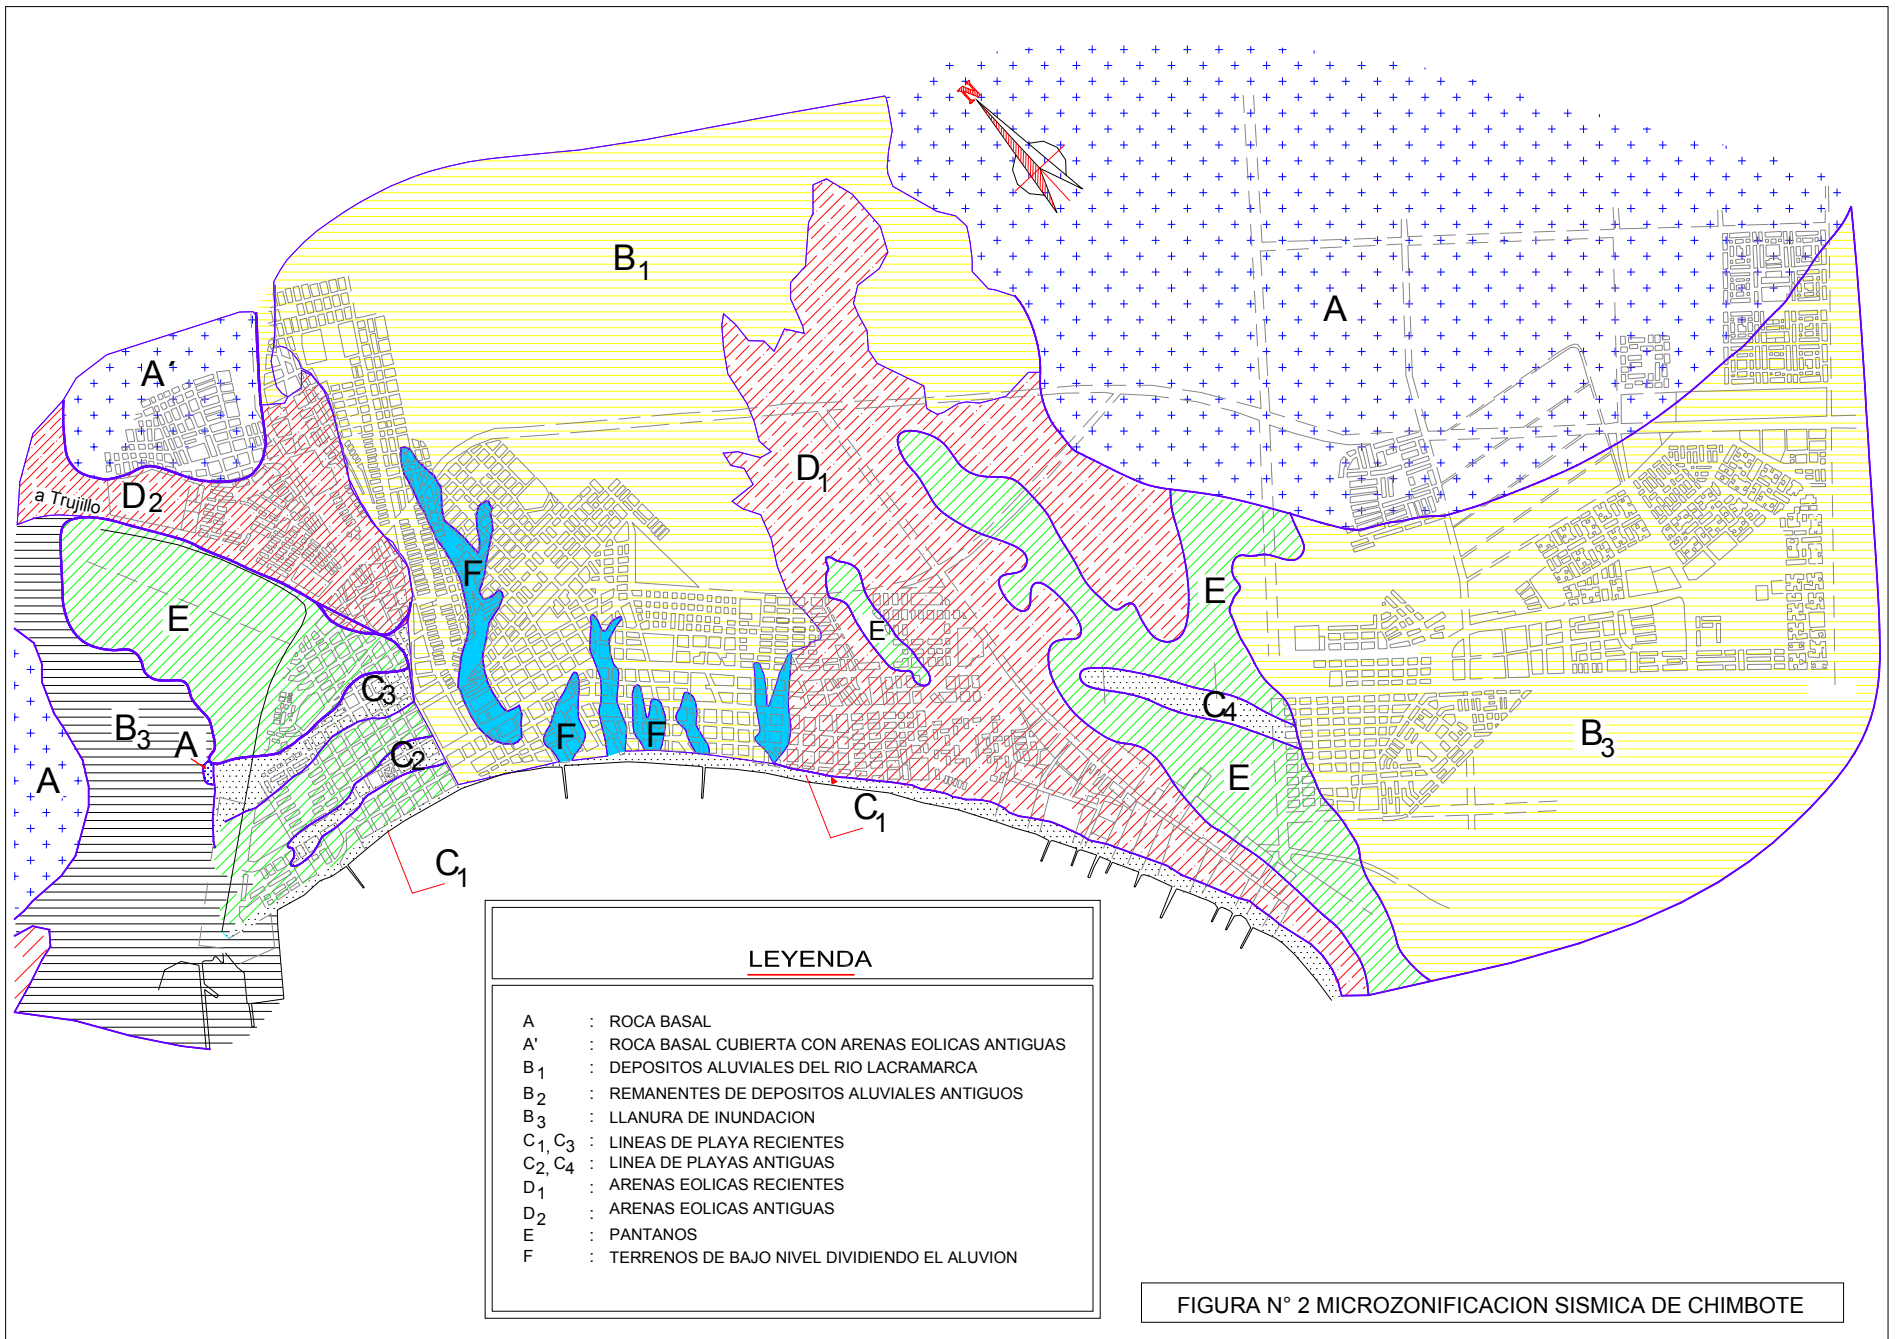 B1
A
A'
D2
a Trujillo
D1
F
E
E
E
C3
C4
B3
A
C2
F
F
B3
A
E
C1
C1
LEYENDA
A : ROCA BASAL
A' : ROCA BASAL CUBIERTA CON ARENAS EOLICAS ANTIGUAS
B1 : DEPOSITOS ALUVIALES DEL RIO LACRAMARCA
B2 : REMANENTES DE DEPOSITOS ALUVIALES ANTIGUOS
B3 : LLANURA DE INUNDACION
C1, C3 : LINEAS DE PLAYA RECIENTES
C2, C4 : LINEA DE PLAYAS ANTIGUAS
D1 : ARENAS EOLICAS RECIENTES
D2 : ARENAS EOLICAS ANTIGUAS
E : PANTANOS
F : TERRENOS DE BAJO NIVEL DIVIDIENDO EL ALUVION
FIGURA N° 2 MICROZONIFICACION SISMICA DE CHIMBOTE